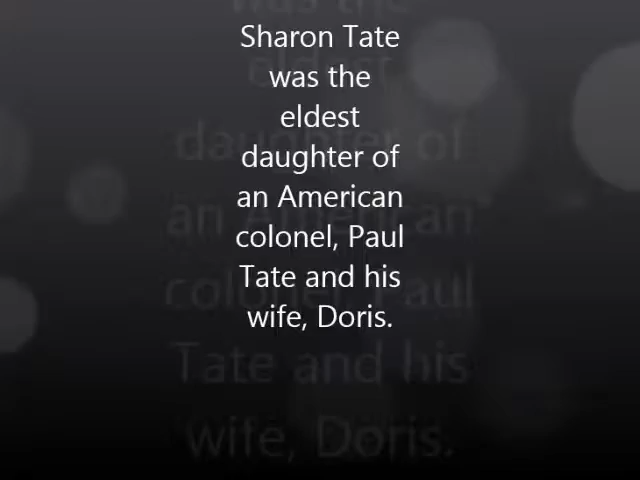 Sharon Tate
was the
eldest
daughter of
an American
colonel, Paul
Tate and his
wife, Doris.